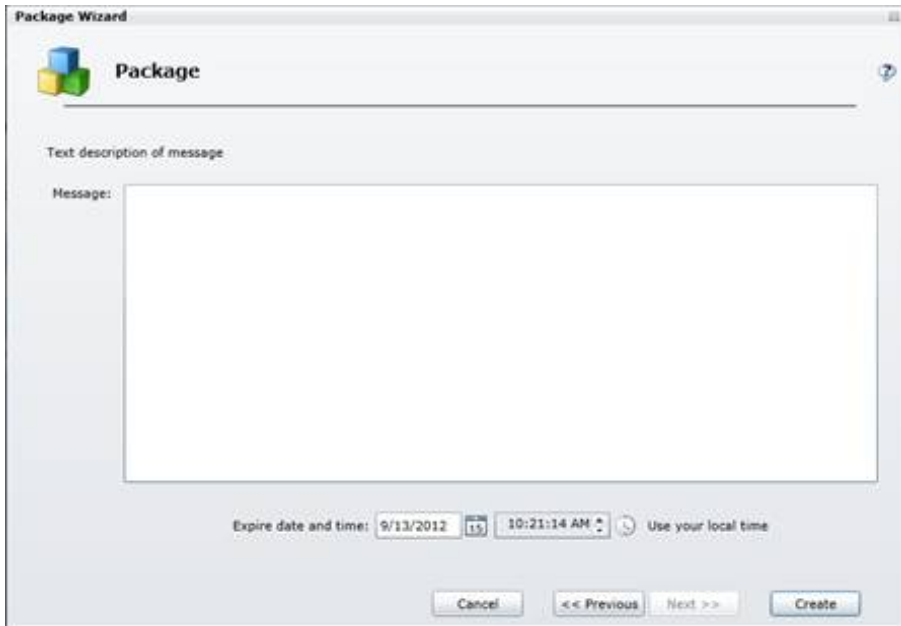 Package Wizard
Package
Text description of message
Message:
Expire date and time: 9/13/2012 15 10:21:14 AM Use your local time
Cancel << Previous Next >> Create